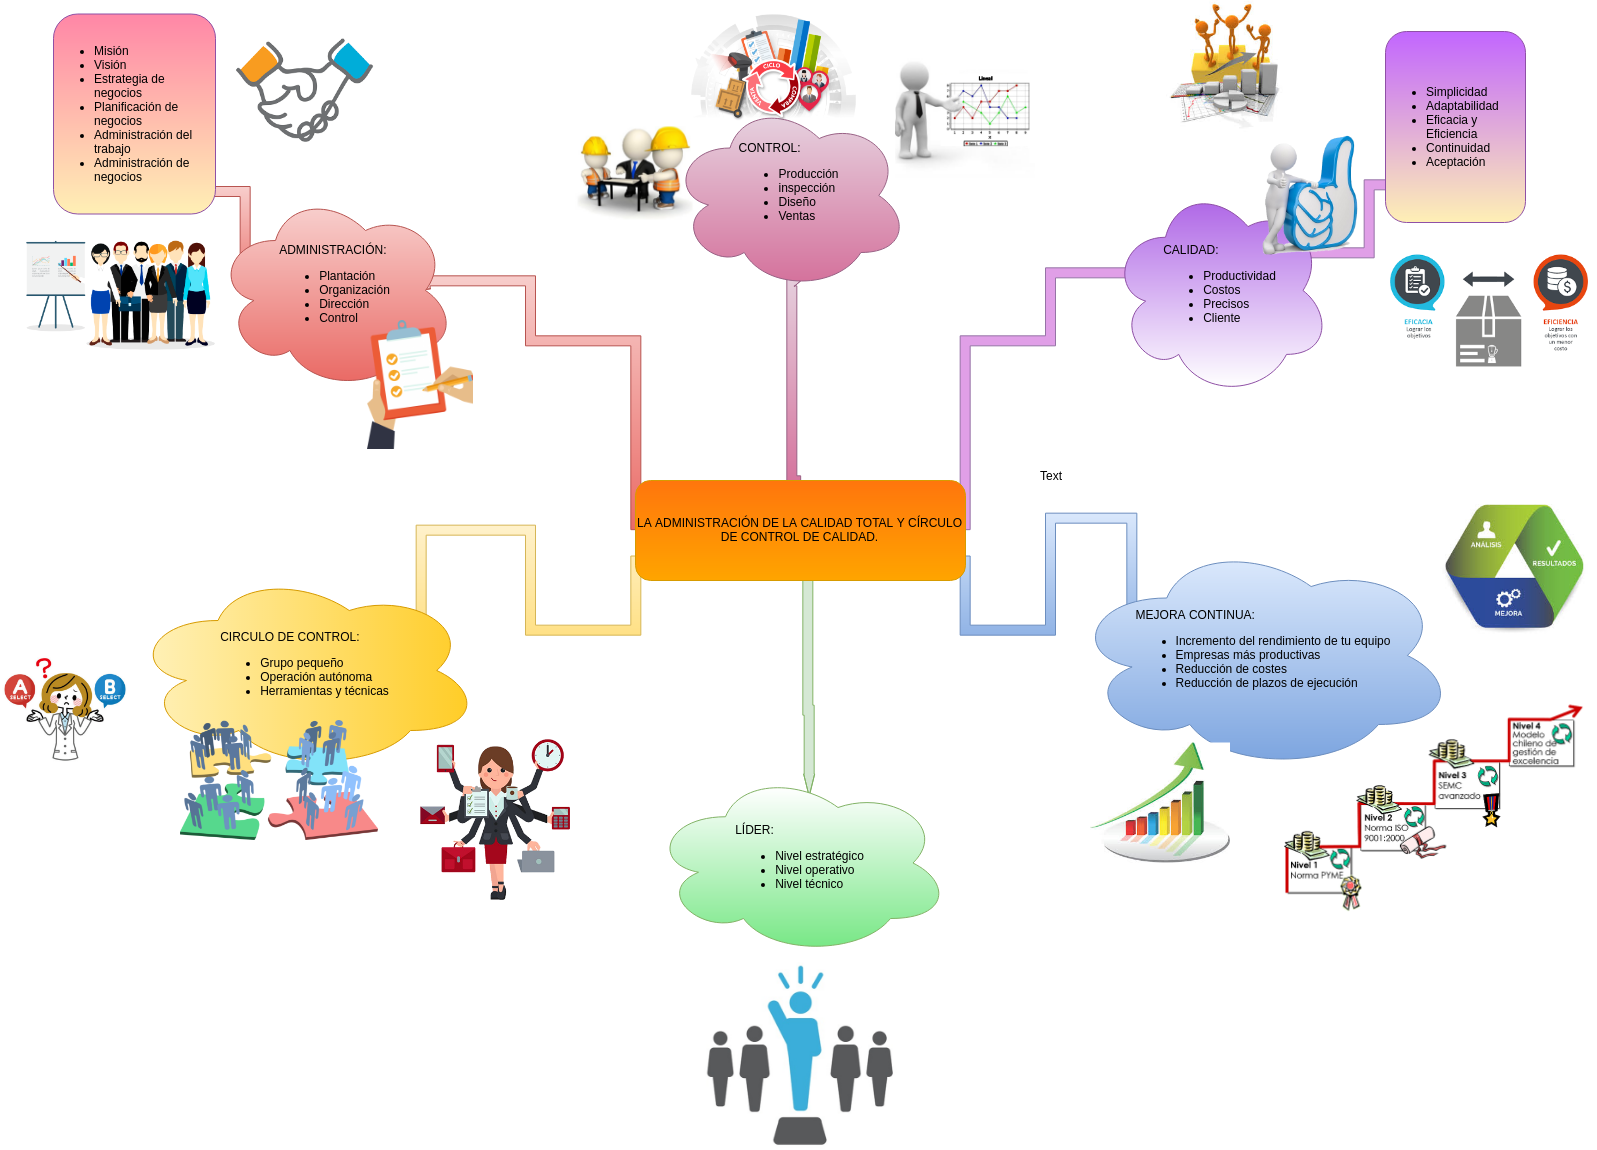 Misión
Visión
Estrategia de
negocios
Planificación de
negocios
Administración del
trabajo
Administración de
negocios
ADMINISTRACIÓN:
Plantación
Organización
Dirección
Control
CICLO
COMPRA
VENTA
CONTROL:
Producción
inspección
Diseño
Ventas
Lineal
CALIDAD:
Productividad
Costos
Precisos
Cliente
Simplicidad
Adaptabilidad
Eficacia y
Eficiencia
Continuidad
Aceptación
EFICACIA
Lograr los
objetivos
EFICIENCIA
Lograr los
objetivos con
un menor
costo
Text
LA ADMINISTRACIÓN DE LA CALIDAD TOTAL Y CÍRCULO
DE CONTROL DE CALIDAD.
CIRCULO DE CONTROL:
Grupo pequeño
Operación autónoma
Herramientas y técnicas
?
A
SELECT
B
SELECT
LÍDER:
Nivel estratégico
Nivel operativo
Nivel técnico
MEJORA CONTINUA:
Incremento del rendimiento de tu equipo
Empresas más productivas
Reducción de costes
Reducción de plazos de ejecución
ANÁLISIS
RESULTADOS
MEJORA
Nivel 4
Modelo
chileno de
gestión de
excelencia
Nivel 3
SEMC
avanzado
Nivel 2
Norma ISO
9001:2000
Nivel 1
Norma PYME